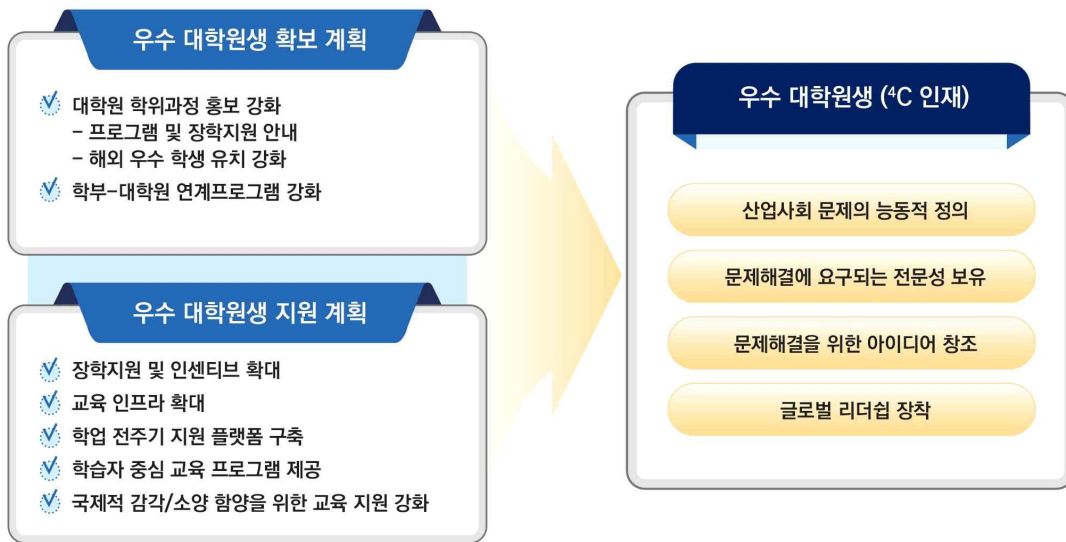 우수 대학원생 확보 계획
대학원 학위과정 홍보 강화
- 프로그램 및 장학지원 안내
- 해외 우수 학생 유치 강화
학부-대학원 연계프로그램 강화
우수 대학원생 지원 계획
장학지원 및 인센티브 확대
교육 인프라 확대
학업 전주기 지원 플랫폼 구축
학습자 중심 교육 프로그램 제공
국제적 감각/소양 함양을 위한 교육 지원 강화
우수 대학원생 (⁴C 인재)
산업사회 문제의 능동적 정의
문제해결에 요구되는 전문성 보유
문제해결을 위한 아이디어 창조
글로벌 리더쉽 장착